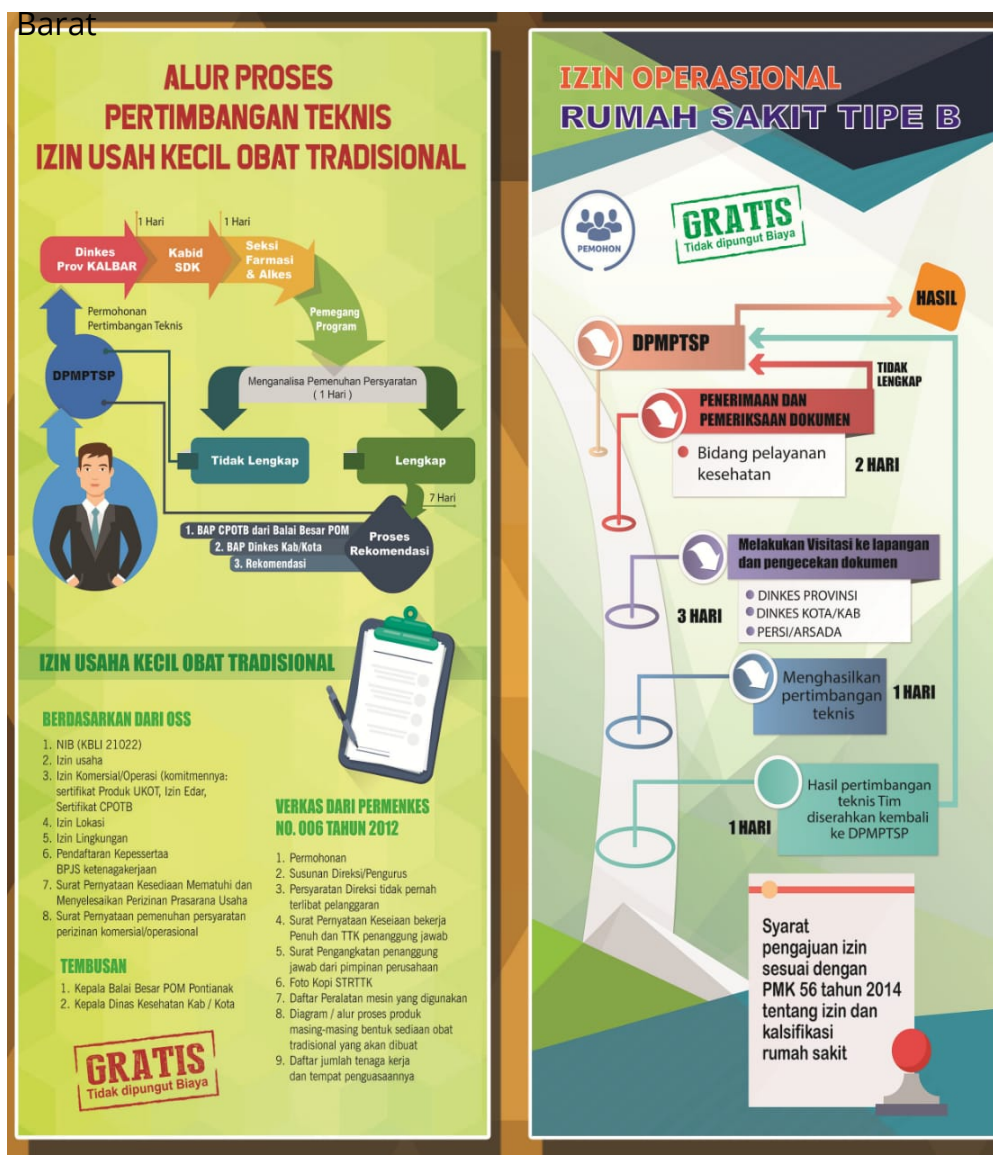 Barat
ALUR PROSES
PERTIMBANGAN TEKNIS
IZIN USAH KECIL OBAT TRADISIONAL
1 Hari
1 Hari
Dinkes
Prov KALBAR
Kabid
SDK
Seksi
Farmasi
& Alkes
Pemegang
Program
Permohonan
Pertimbangan Teknis
DPMPTSP
Menganalisa Pemenuhan Persyaratan
( 1 Hari )
Tidak Lengkap
Lengkap
7 Hari
1. BAP CPOTB dari Balai Besar POM
2. BAP Dinkes Kab/Kota
3. Rekomendasi
Proses
Rekomendasi
IZIN USAHA KECIL OBAT TRADISIONAL
BERDASARKAN DARI OSS
1. NIB (KBLI 21022)
2. Izin usaha
3. Izin Komersial/Operasi (komitmennya:
sertifikat Produk UKOT, Izin Edar,
Sertifikat CPOTB
4. Izin Lokasi
5. Izin Lingkungan
6. Pendaftaran Kepessertaa
BPJS ketenagakerjaan
7. Surat Pernyataan Kesediaan Mematuhi dan
Menyelesaikan Perizinan Prasarana Usaha
8. Surat Pernyataan pemenuhan persyaratan
perizinan komersial/operasional
TEMBUSAN
1. Kepala Balai Besar POM Pontianak
2. Kepala Dinas Kesehatan Kab / Kota
GRATIS
Tidak dipungut Biaya
VERKAS DARI PERMENKES
NO. 006 TAHUN 2012
1. Permohonan
2. Susunan Direksi/Pengurus
3. Persyaratan Direksi tidak pernah
terlibat pelanggaran
4. Surat Pernyataan Keseiaan bekerja
Penuh dan TTK penanggung jawab
5. Surat Pengangkatan penanggung
jawab dari pimpinan perusahaan
6. Foto Kopi STRTTK
7. Daftar Peralatan mesin yang digunakan
8. Diagram / alur proses produk
masing-masing bentuk sediaan obat
tradisional yang akan dibuat
9. Daftar jumlah tenaga kerja
dan tempat penguasaannya
IZIN OPERASIONAL
RUMAH SAKIT TIPE B
PEMOHON
GRATIS
Tidak dipungut Biaya
HASIL
DPMPTSP
TIDAK
LENGKAP
PENERIMAAN DAN
PEMERIKSAAN DOKUMEN
Bidang pelayanan
kesehatan
2 HARI
Melakukan Visitasi ke lapangan
dan pengecekan dokumen
DINKES PROVINSI
DINKES KOTA/KAB
PERSI/ARSADA
3 HARI
Menghasilkan
pertimbangan
teknis
1 HARI
Hasil pertimbangan
teknis Tim
diserahkan kembali
ke DPMPTSP
1 HARI
Syarat
pengajuan izin
sesuai dengan
PMK 56 tahun 2014
tentang izin dan
kalsifikasi
rumah sakit